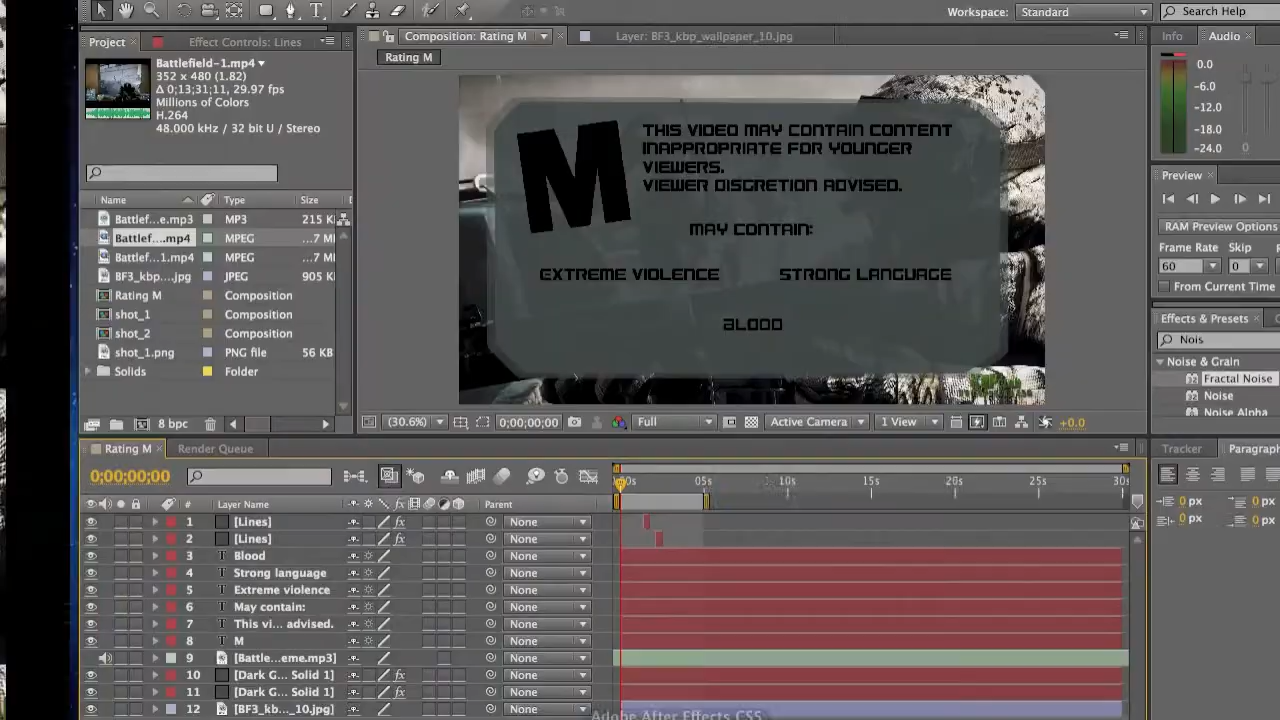 Workspace: Standard Search Help
Project Effect Controls: Lines
Composition: Rating M
Layer: BF3_kbp_wallpaper_10.jpg
Info Audio
Rating M
Battlefield-1.mp4
352 x 480 (1.82)
Δ 0;13;31;11, 29.97 fps
Millions of Colors
H.264
48.000 kHz / 32 bit U / Stereo
Name Type Size
Battlef...e.mp3 MP3 215 K
Battlef....mp4 MPEG ...7 M
Battlef...1.mp4 MPEG ...7 M
BF3_kbp....jpg JPEG 905 K
Rating M Composition
shot_1 Composition
shot_2 Composition
shot_1.png PNG file 56 KB
Solids Folder
8 bpc
M
THIS VIDEO MAY CONTAIN CONTENT
INAPPROPRIATE FOR YOUNGER
VIEWERS.
VIEWER DISCRETION ADVISED.
MAY CONTAIN:
EXTREME VIOLENCE STRONG LANGUAGE
BLOOD
(30.6%) 0;00;00;00 Full Active Camera 1 View +0.0
0.0
-6.0
-12.0
-18.0
-24.0
0
Preview
RAM Preview Options
Frame Rate Skip
60 0
From Current Time
Effects & Presets
Nois
Noise & Grain
Fractal Noise
Noise
Noise Alpha
Tracker Paragraph
0 px 0 px
0 px 0 px
Rating M Render Queue
0;00;00;00
05s 10s 15s 20s 25s 30s
# Layer Name fx Parent
1 [Lines] fx None
2 [Lines] fx None
3 T Blood None
4 T Strong language None
5 T Extreme violence None
6 T May contain: None
7 T This vi... advised. None
8 T M None
9 [Battle...eme.mp3] None
10 [Dark G... Solid 1] fx None
11 [Dark G... Solid 1] fx None
12 [BF3_kb..._10.jpg] None
Adobe After Effects CS5